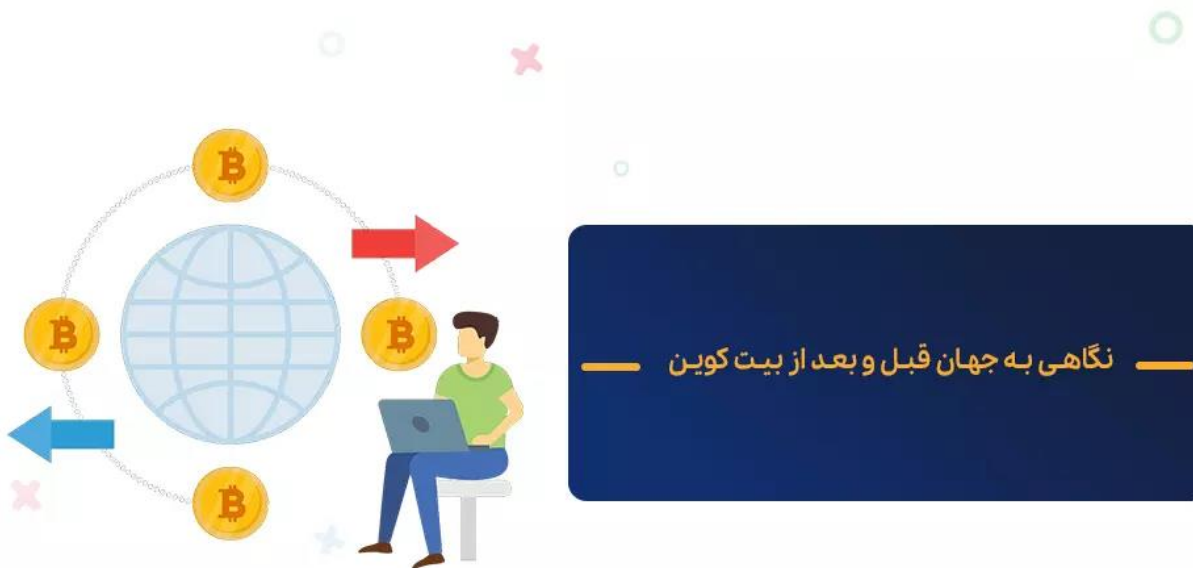 نگاهی به جهان قبل و بعد از بیت کوین